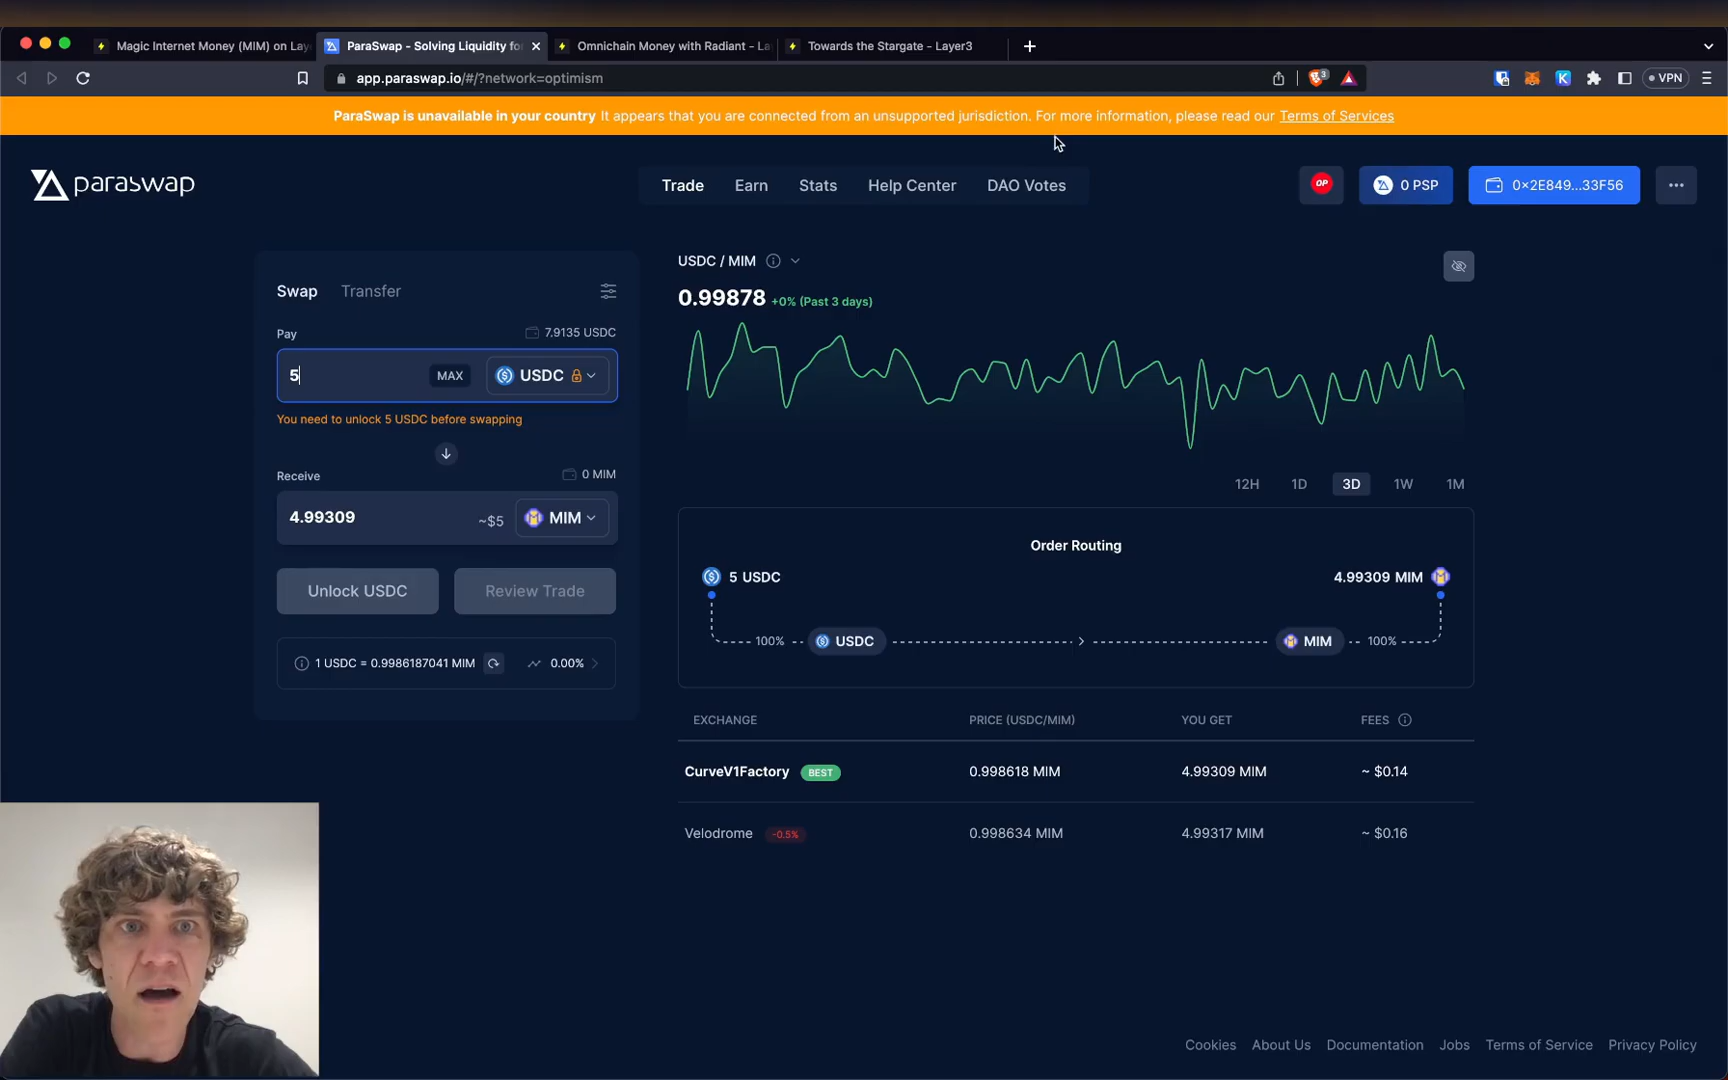 Magic Internet Money (MIM) on Lay
ParaSwap - Solving Liquidity fo
Omnichain Money with Radiant - La
Towards the Stargate - Layer3
app.paraswap.io/#/?network=optimism
3
VPN
ParaSwap is unavailable in your country It appears that you are connected from an unsupported jurisdiction. For more information, please read our Terms of Services
paraswap
Trade
Earn
Stats
Help Center
DAO Votes
OP
0 PSP
0×2E849...33F56
Swap
Transfer
Pay
7.9135 USDC
5
MAX
USDC
You need to unlock 5 USDC before swapping
Receive
0 MIM
4.99309
~$5
MIM
Unlock USDC
Review Trade
1 USDC = 0.9986187041 MIM
0.00%
USDC / MIM
0.99878 +0% (Past 3 days)
12H
1D
3D
1W
1M
Order Routing
5 USDC
4.99309 MIM
100%
USDC
MIM
100%
EXCHANGE
PRICE (USDC/MIM)
YOU GET
FEES
CurveV1Factory
BEST
0.998618 MIM
4.99309 MIM
~ $0.14
Velodrome
-0.5%
0.998634 MIM
4.99317 MIM
~ $0.16
Cookies
About Us
Documentation
Jobs
Terms of Service
Privacy Policy